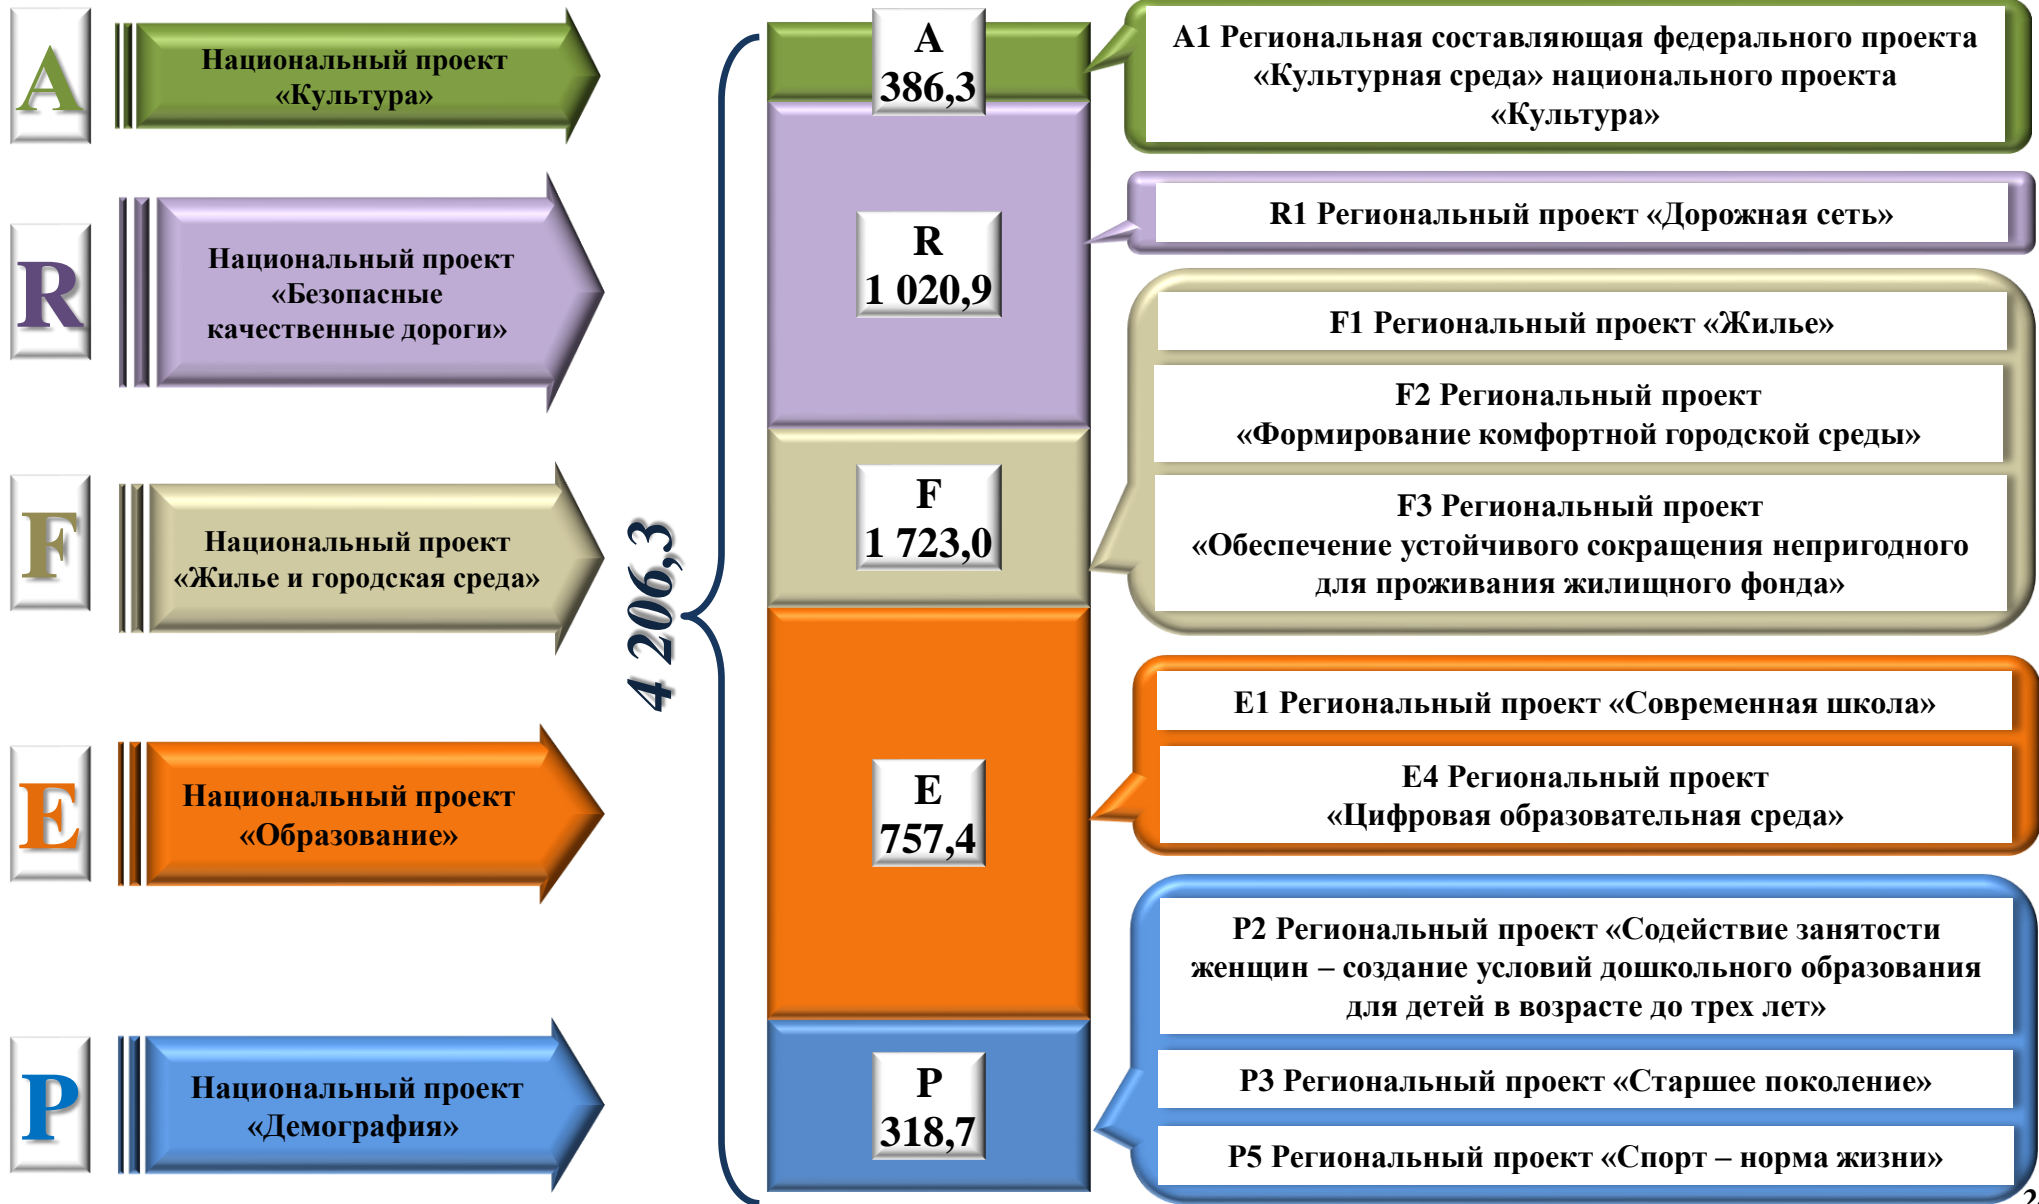 A
Национальный проект
«Культура»
R
Национальный проект
«Безопасные
качественные дороги»
F
Национальный проект
«Жилье и городская среда»
E
Национальный проект
«Образование»
P
Национальный проект
«Демография»
4 206,3
A
386,3
R
1 020,9
F
1 723,0
E
757,4
P
318,7
A1 Региональная составляющая федерального проекта
«Культурная среда» национального проекта
«Культура»
R1 Региональный проект «Дорожная сеть»
F1 Региональный проект «Жилье»
F2 Региональный проект
«Формирование комфортной городской среды»
F3 Региональный проект
«Обеспечение устойчивого сокращения непригодного
для проживания жилищного фонда»
E1 Региональный проект «Современная школа»
E4 Региональный проект
«Цифровая образовательная среда»
P2 Региональный проект «Содействие занятости
женщин – создание условий дошкольного образования
для детей в возрасте до трех лет»
P3 Региональный проект «Старшее поколение»
P5 Региональный проект «Спорт – норма жизни»